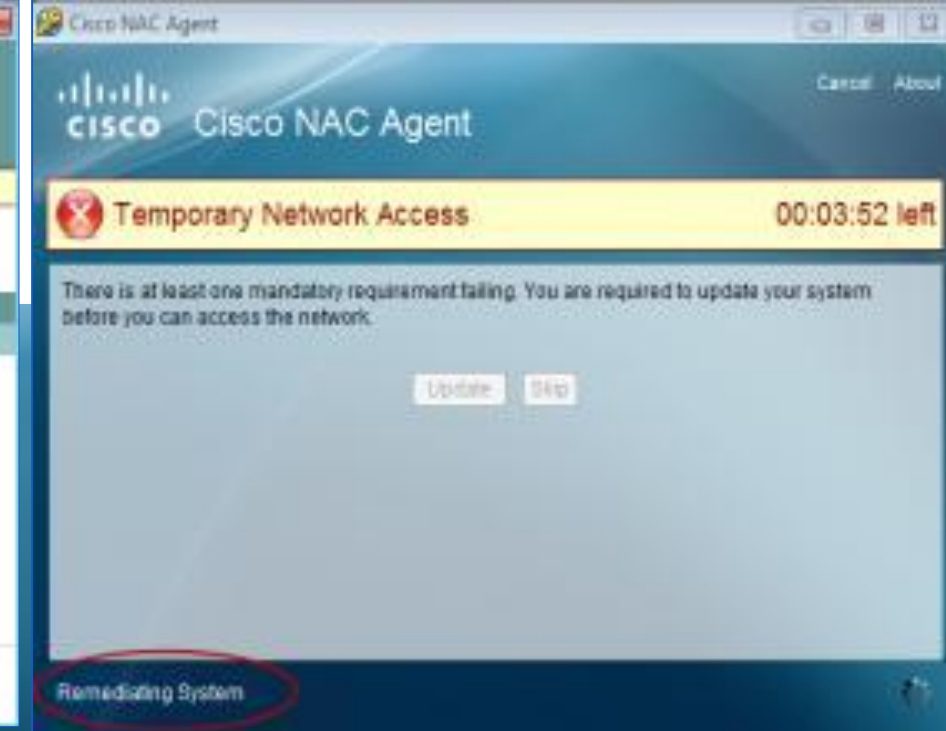 Cisco NAC Agent
Cancel About
CISCO Cisco NAC Agent
Temporary Network Access 00:03:52 left
There is at least one mandatory requirement failing. You are required to update your system
before you can access the network.
Update Skip
Remediating System